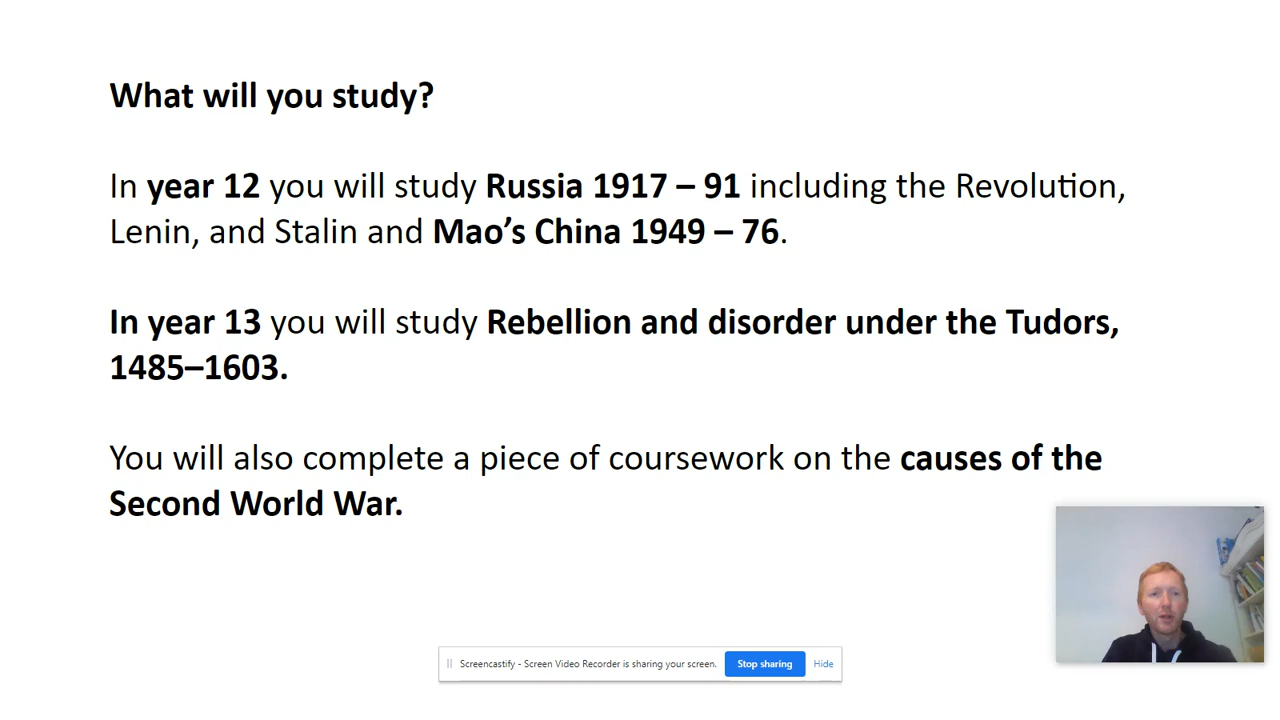 What will you study?
In year 12 you will study Russia 1917 – 91 including the Revolution,
Lenin, and Stalin and Mao’s China 1949 – 76.
In year 13 you will study Rebellion and disorder under the Tudors,
1485–1603.
You will also complete a piece of coursework on the causes of the
Second World War.
Screencastify - Screen Video Recorder is sharing your screen. Stop sharing Hide